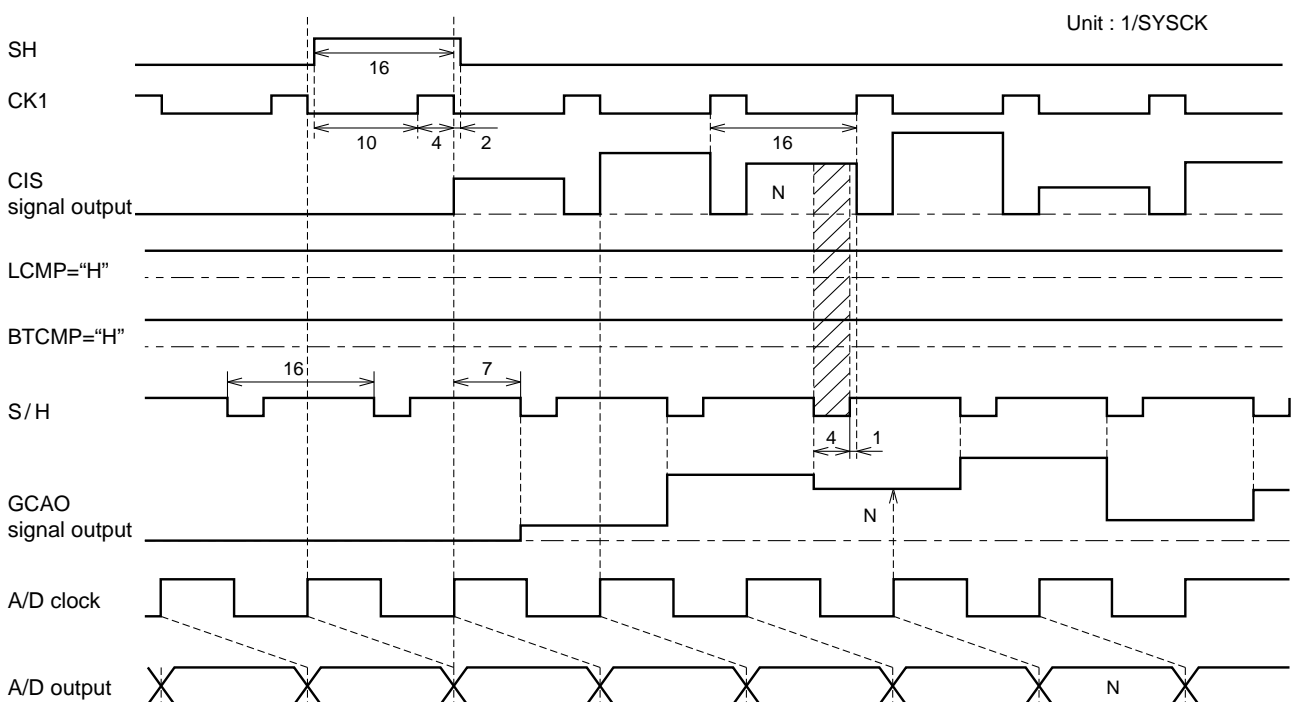 Unit : 1/SYSCK
SH
16
CK1
10
4
2
16
CIS
signal output
N
LCMP=“H”
BTCMP=“H”
16
7
S / H
4
1
GCAO
signal output
N
A/D clock
A/D output
N